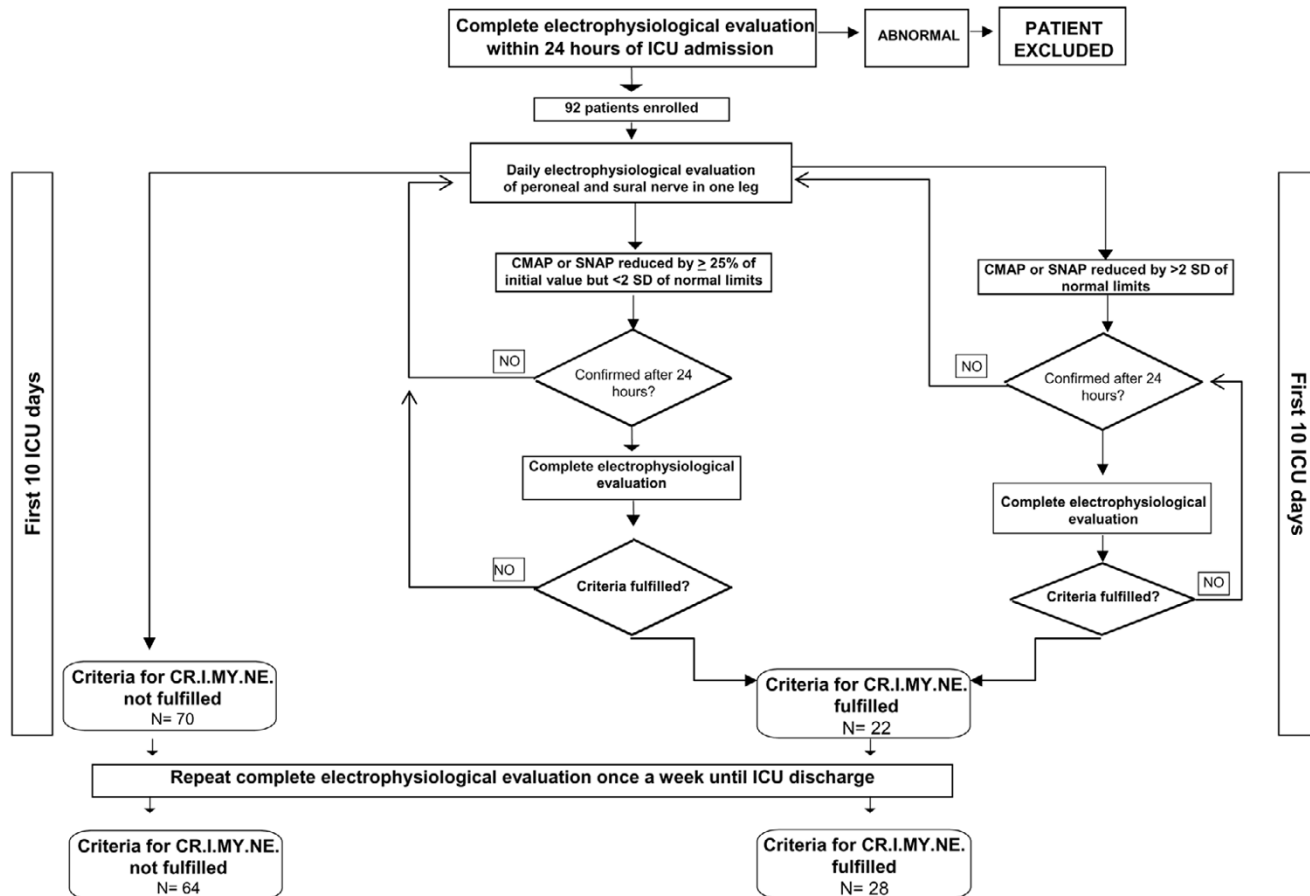 Complete electrophysiological evaluation
within 24 hours of ICU admission
ABNORMAL
PATIENT
EXCLUDED
92 patients enrolled
Daily electrophysiological evaluation
of peroneal and sural nerve in one leg
First 10 ICU days
First 10 ICU days
CMAP or SNAP reduced by ≥ 25% of
initial value but <2 SD of normal limits
CMAP or SNAP reduced by >2 SD of
normal limits
NO
Confirmed after 24
hours?
NO
Confirmed after 24
hours?
Complete electrophysiological
evaluation
Complete electrophysiological
evaluation
NO
Criteria fulfilled?
Criteria fulfilled?
NO
Criteria for CR.I.MY.NE.
not fulfilled
N= 70
Criteria for CR.I.MY.NE.
fulfilled
N= 22
Repeat complete electrophysiological evaluation once a week until ICU discharge
Criteria for CR.I.MY.NE.
not fulfilled
N= 64
Criteria for CR.I.MY.NE.
fulfilled
N= 28